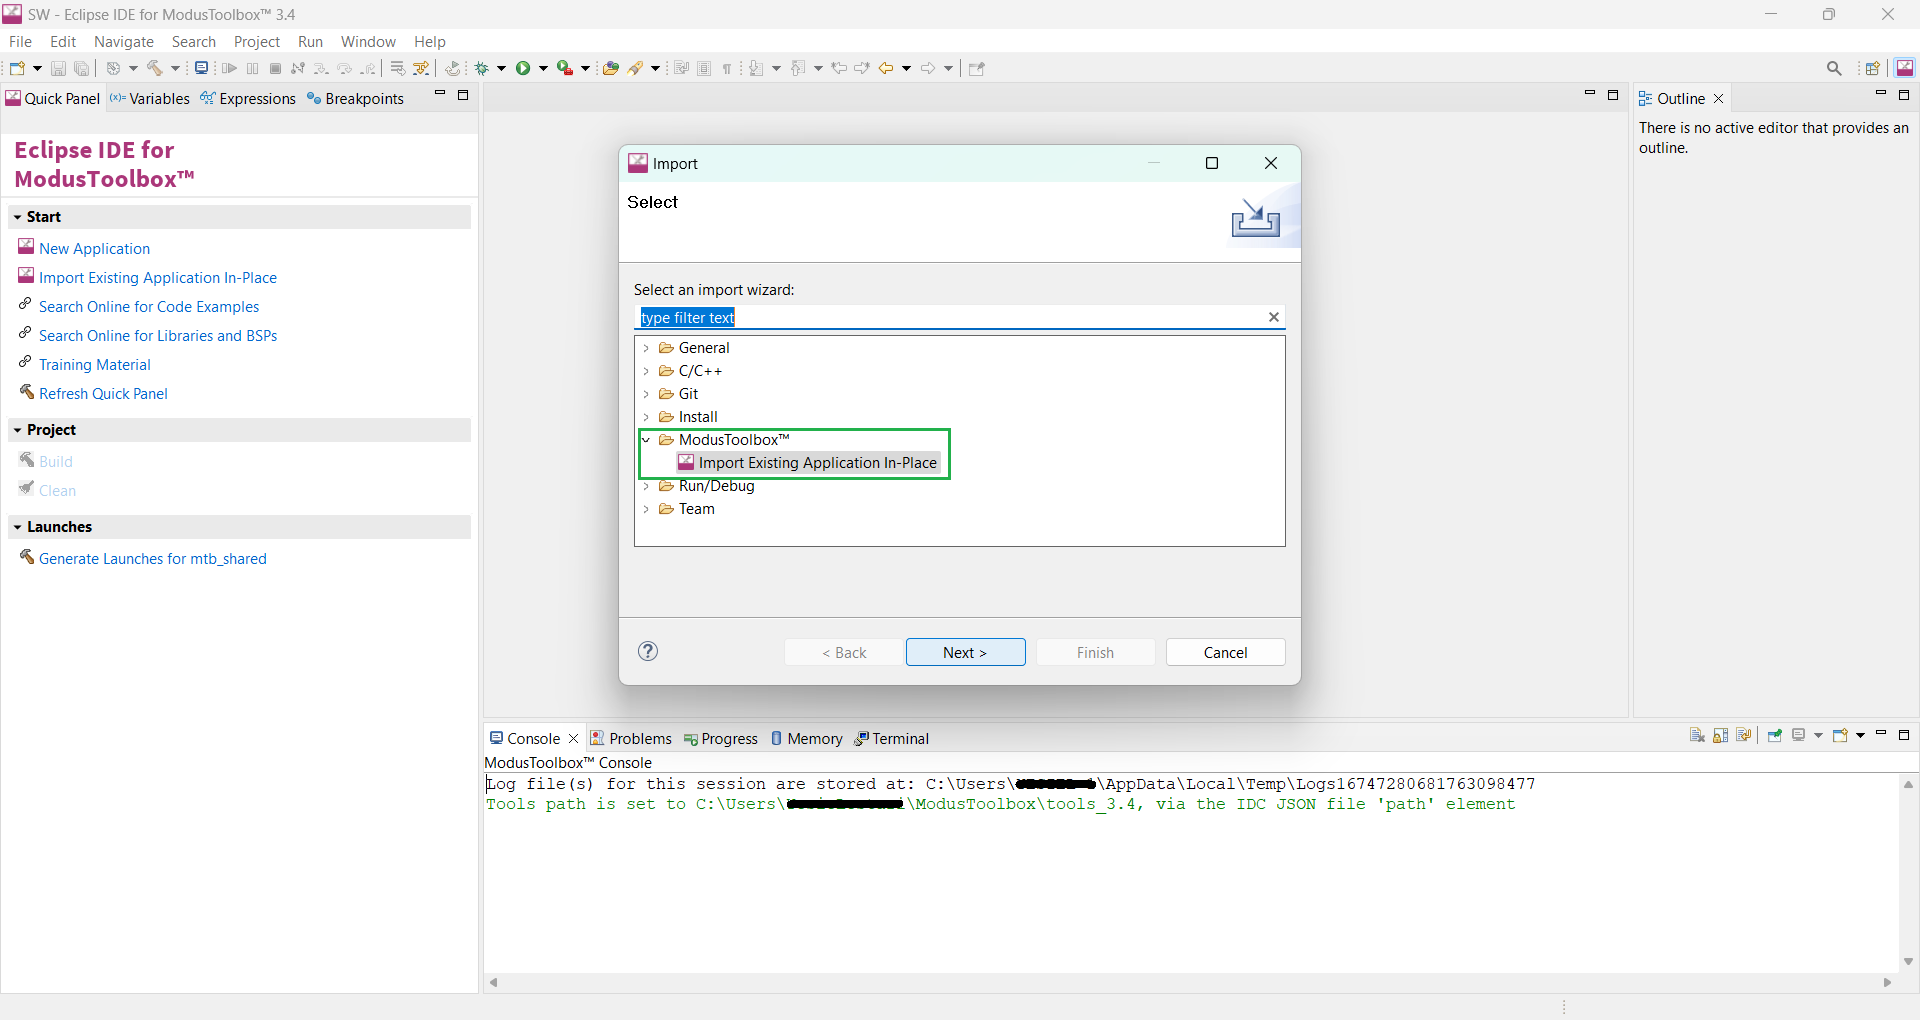 SW - Eclipse IDE for ModusToolbox™ 3.4
File Edit Navigate Search Project Run Window Help
Quick Panel (x)= Variables Expressions Breakpoints
Eclipse IDE for
ModusToolbox™
Start
New Application
Import Existing Application In-Place
Search Online for Code Examples
Search Online for Libraries and BSPs
Training Material
Refresh Quick Panel
Project
Build
Clean
Launches
Generate Launches for mtb_shared
Import
Select
Select an import wizard:
type filter text
General
C/C++
Git
Install
ModusToolbox™
Import Existing Application In-Place
Run/Debug
Team
< Back Next > Finish Cancel
Outline
There is no active editor that provides an
outline.
Console Problems Progress Memory Terminal
ModusToolbox™ Console
Log file(s) for this session are stored at: C:\Users\ \AppData\Local\Temp\Logs16747280681763098477
Tools path is set to C:\Users\ \ModusToolbox\tools_3.4, via the IDC JSON file 'path' element